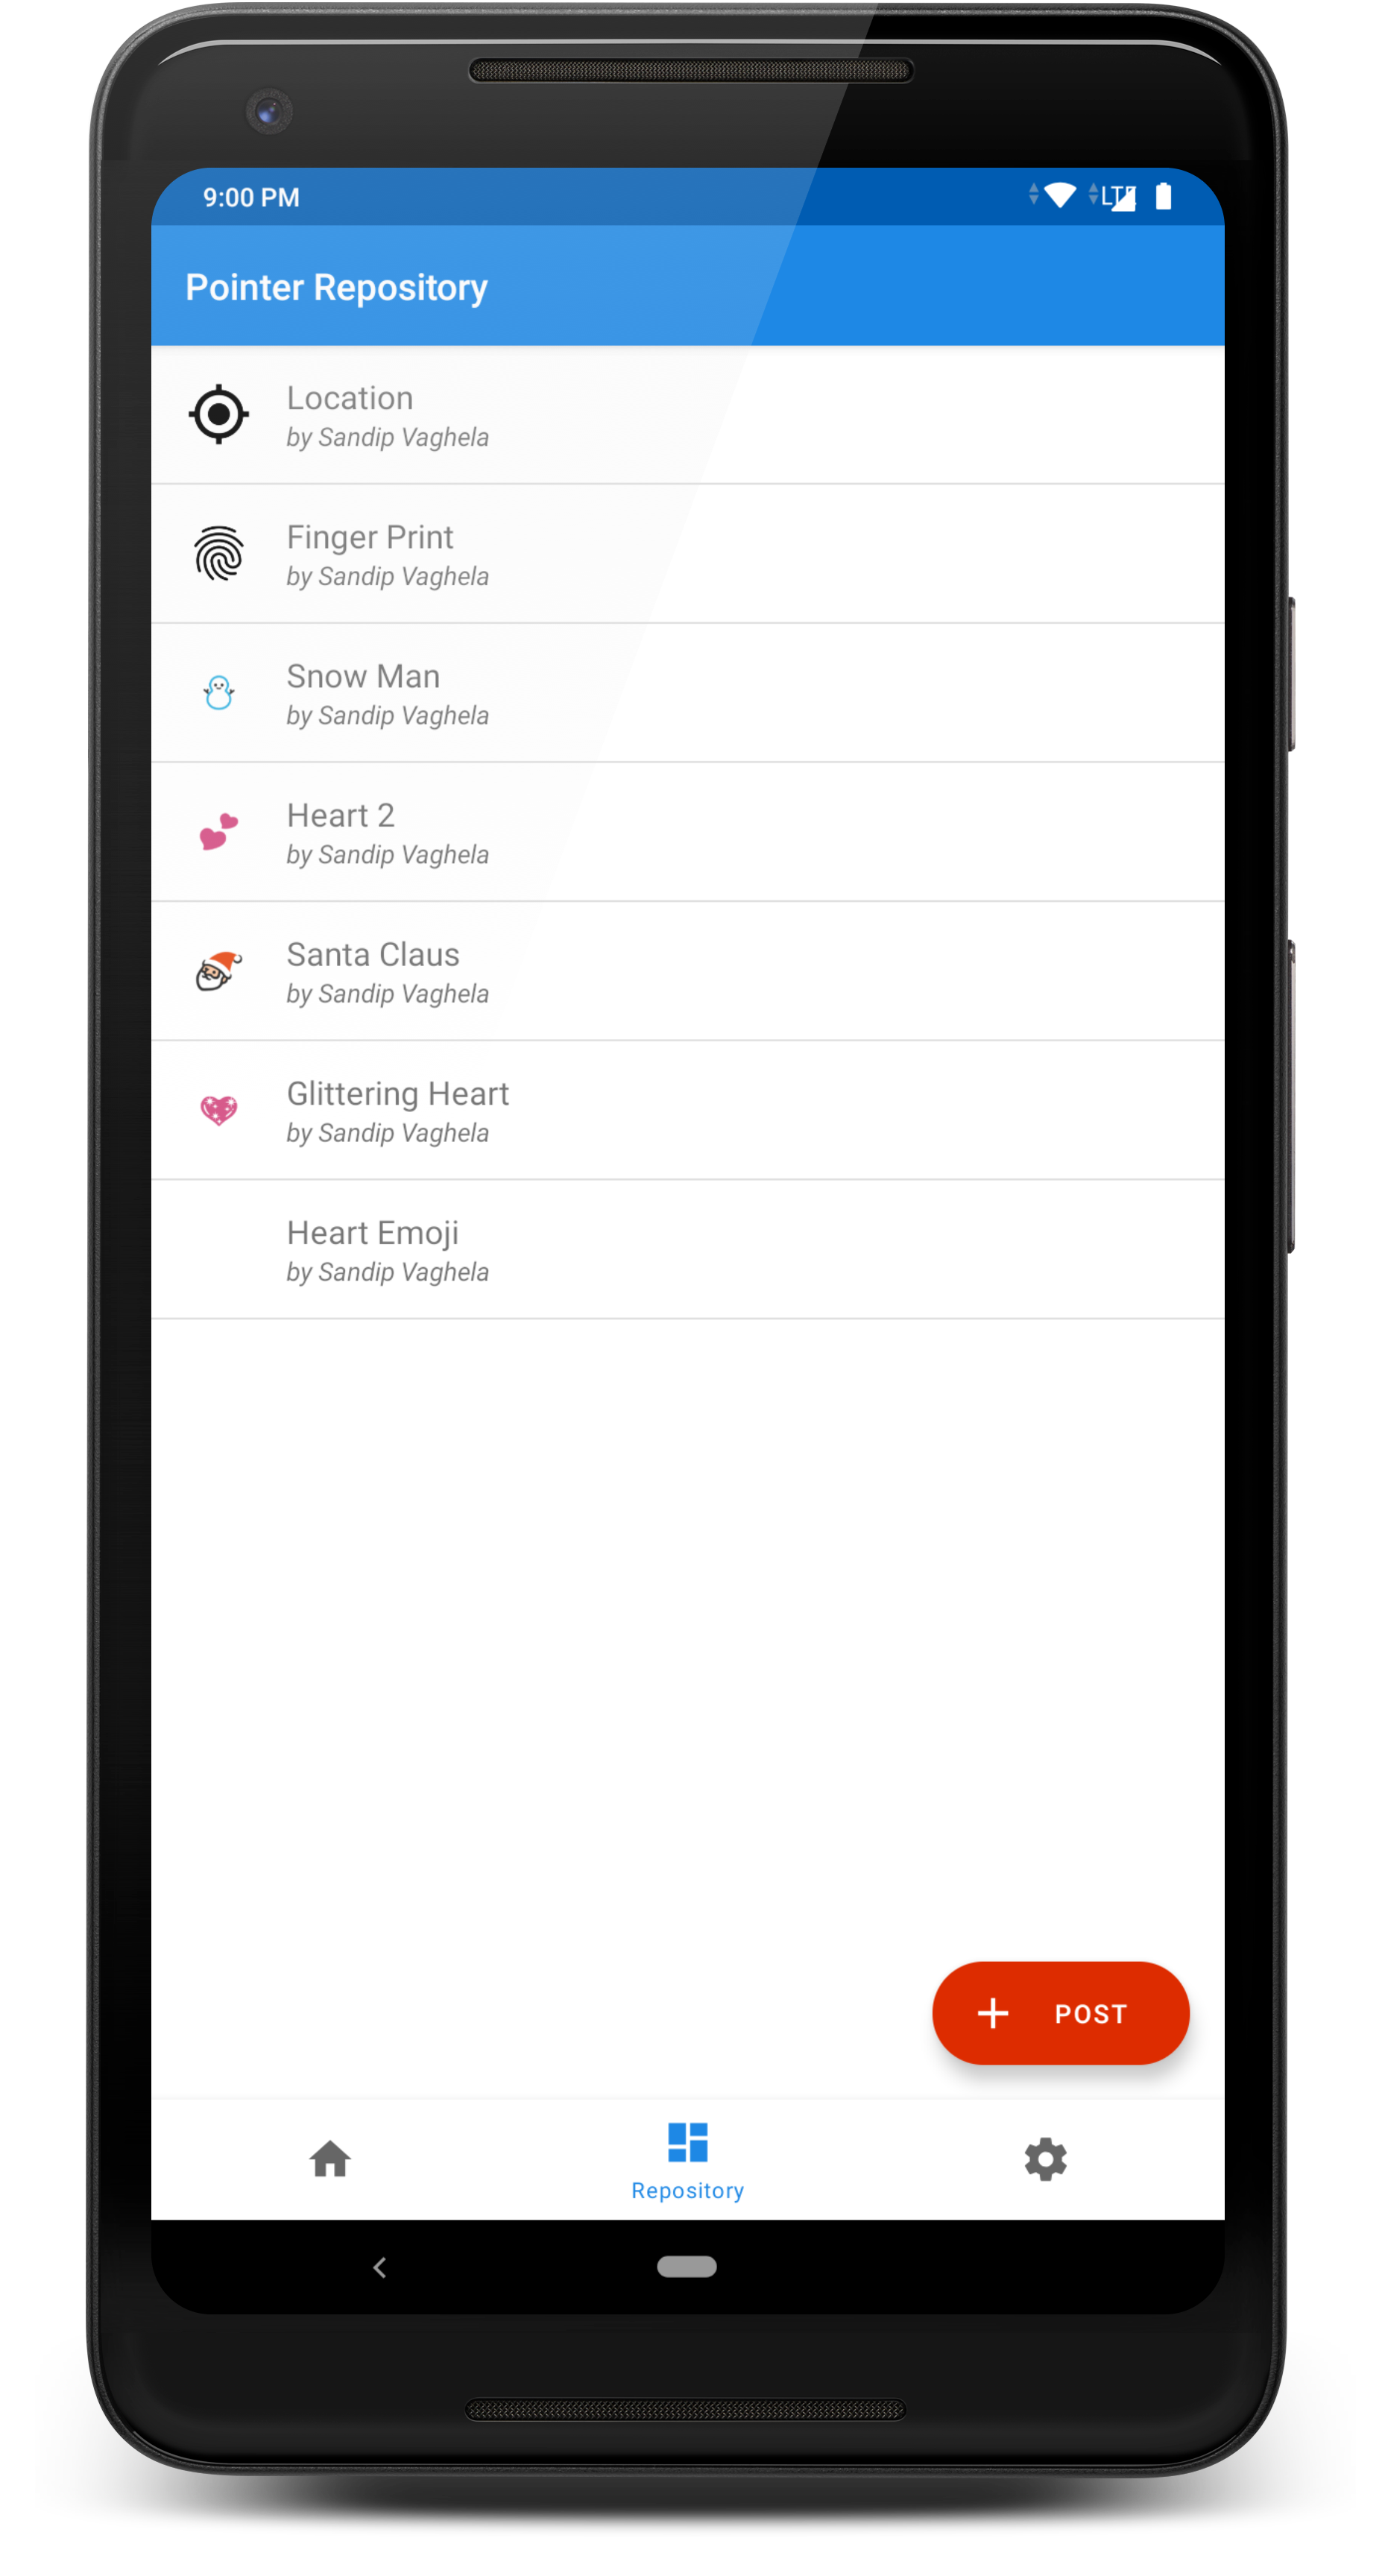 9:00 PM
LTE
Pointer Repository
Location
by Sandip Vaghela
Finger Print
by Sandip Vaghela
Snow Man
by Sandip Vaghela
Heart 2
by Sandip Vaghela
Santa Claus
by Sandip Vaghela
Glittering Heart
by Sandip Vaghela
Heart Emoji
by Sandip Vaghela
POST
Repository